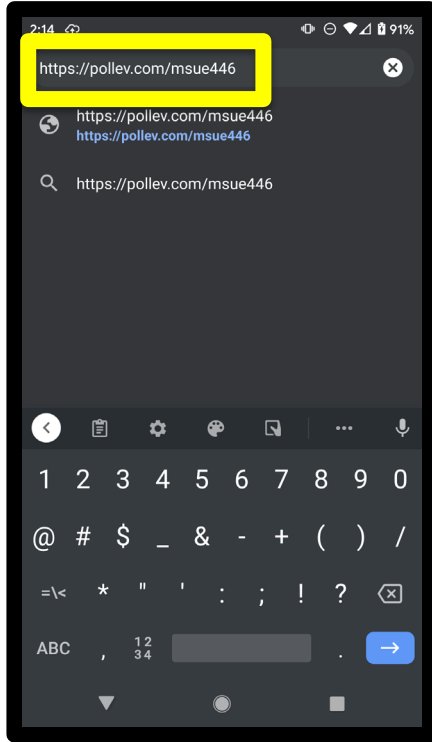 2:14 91%
https://pollev.com/msue446
https://pollev.com/msue446
https://pollev.com/msue446
https://pollev.com/msue446
1 2 3 4 5 6 7 8 9 0
@ # $ _ & - + ( ) /
=\< * " ' : ; ! ?
ABC , 12 34 .